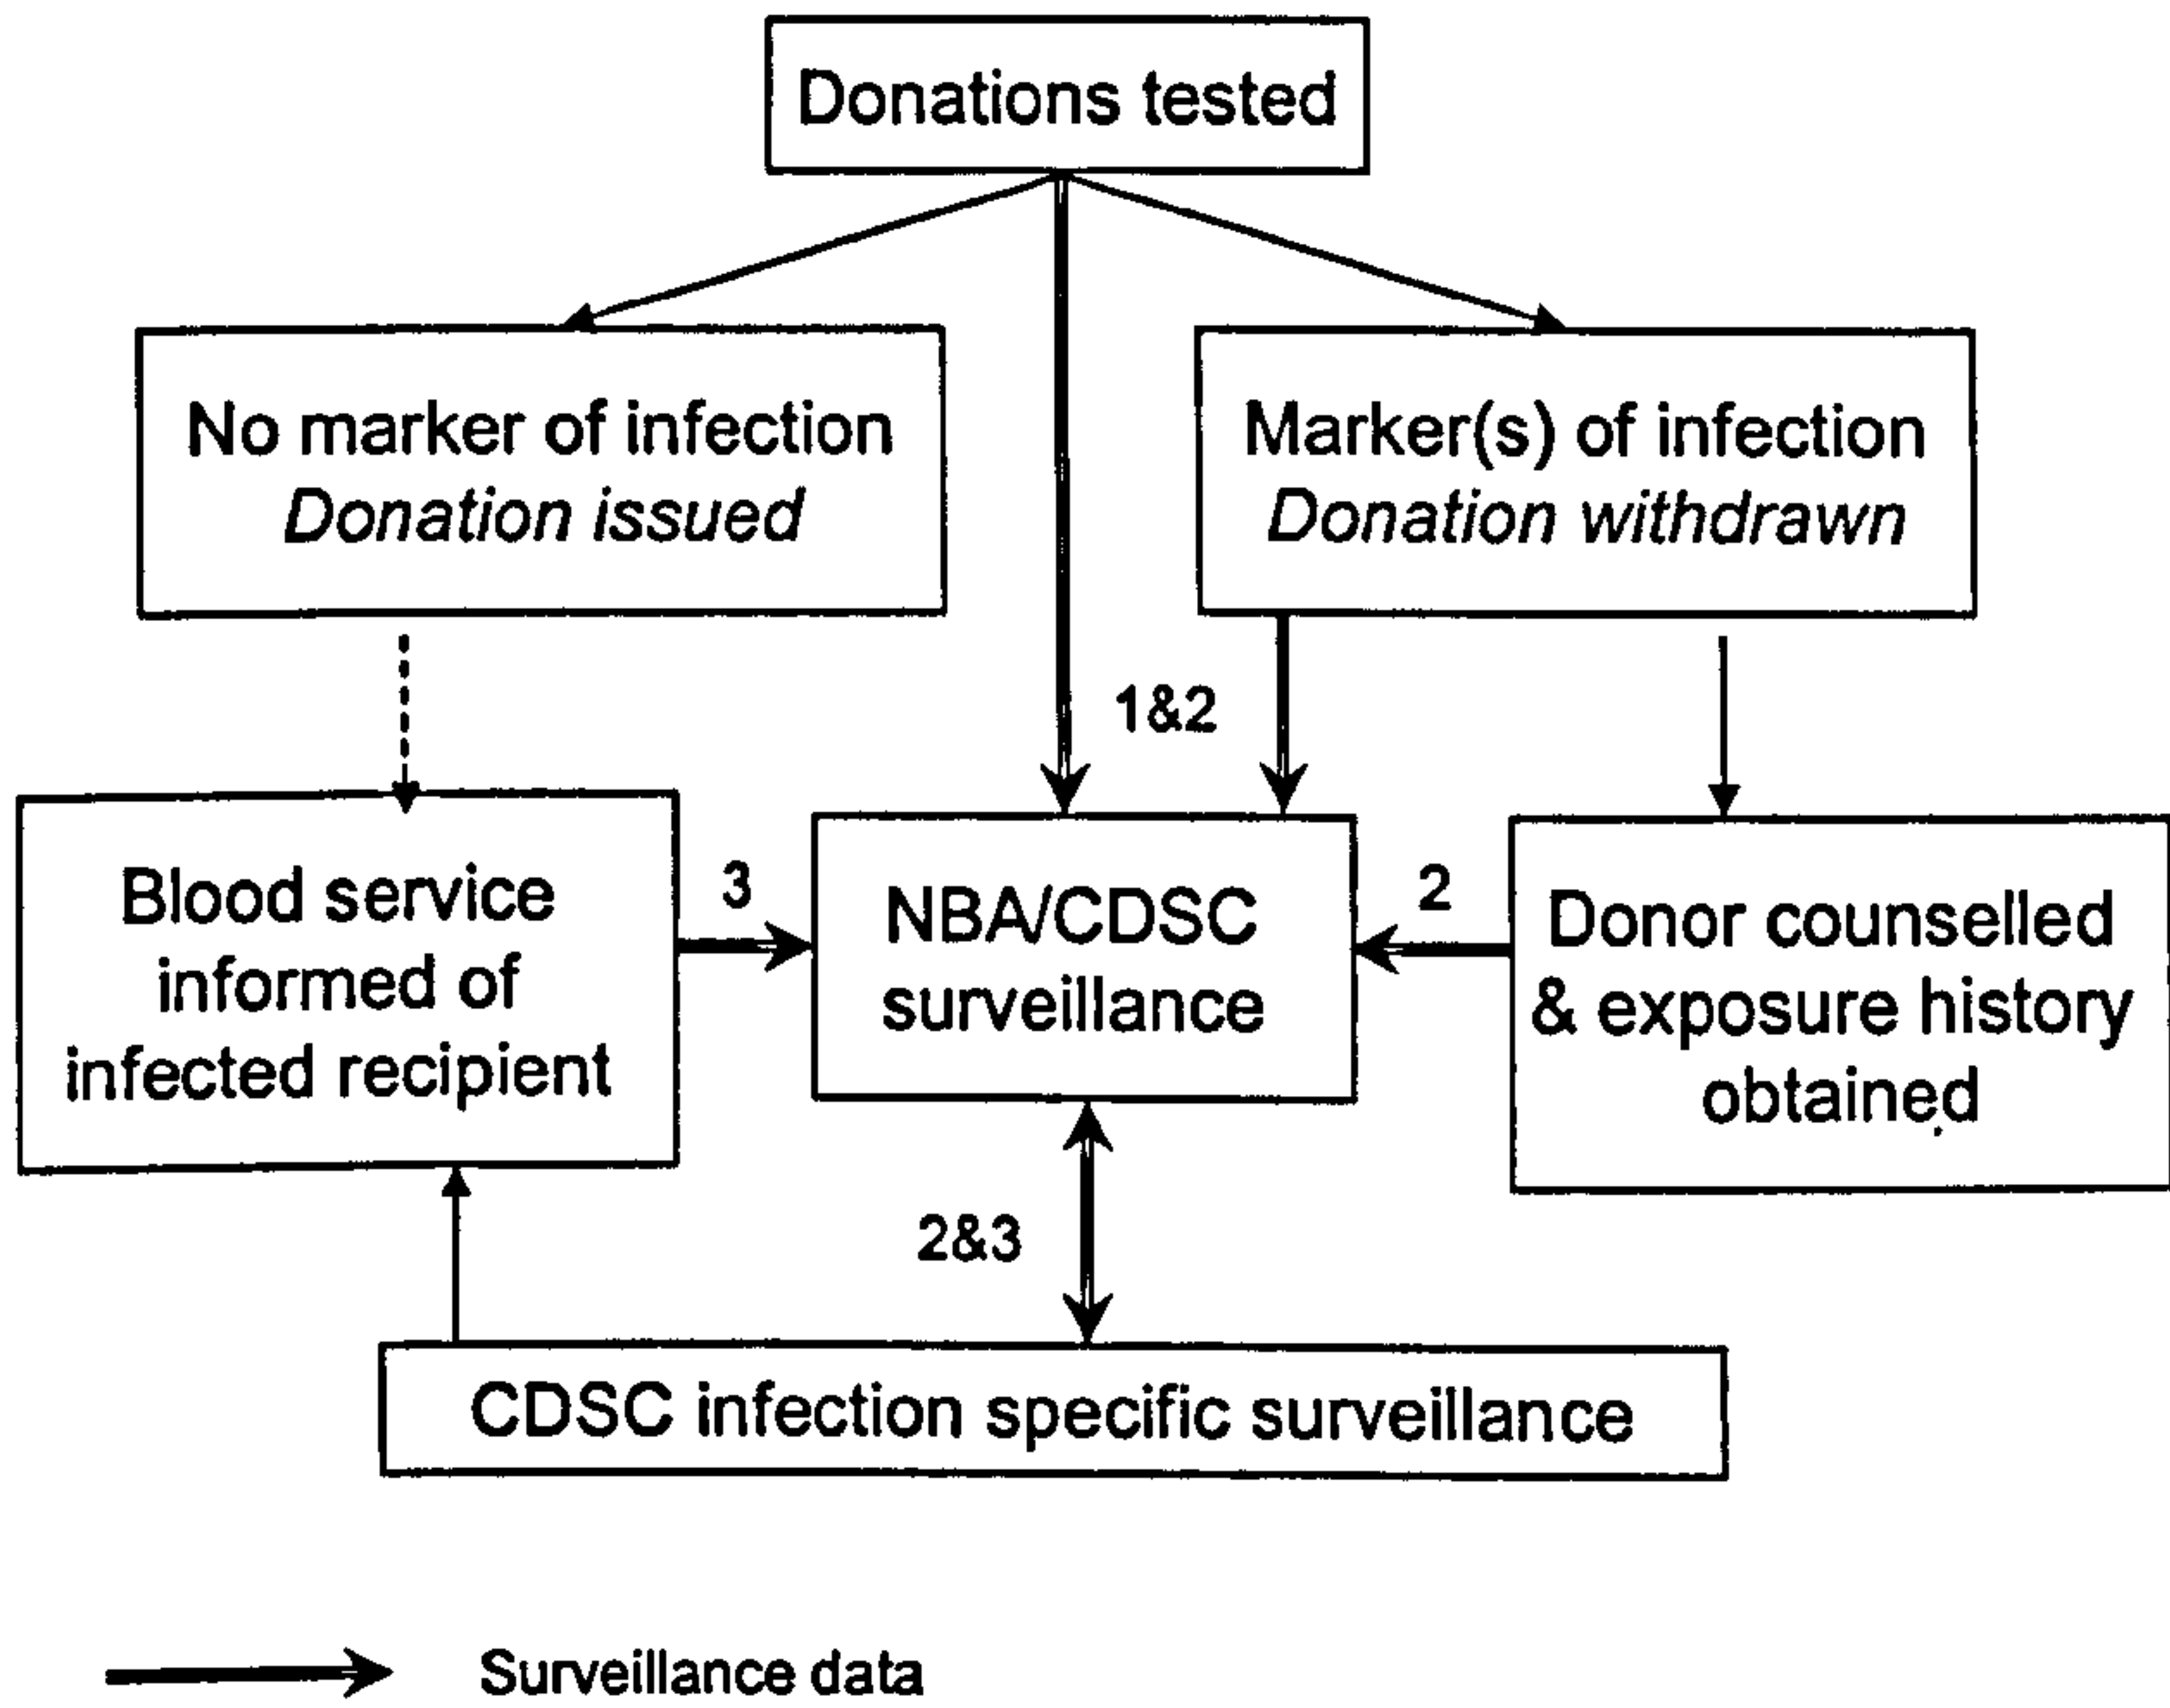 Donations tested
No marker of infection
Donation issued
Marker(s) of infection
Donation withdrawn
1&2
Blood service
informed of
infected recipient
3
NBA/CDSC
surveillance
2
Donor counselled
& exposure history
obtained
2&3
CDSC infection specific surveillance
Surveillance data